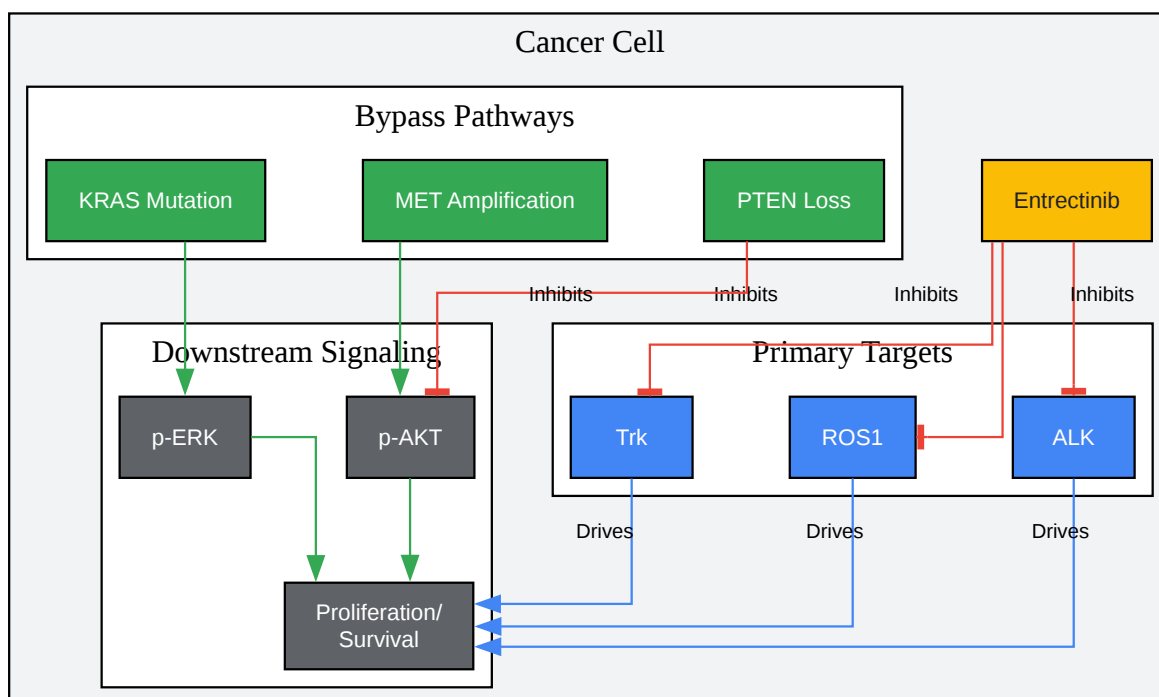 Cancer Cell
Bypass Pathways
KRAS Mutation
MET Amplification
PTEN Loss
Entrectinib
Inhibits
Inhibits
Inhibits
Inhibits
Downstream Signaling
Primary Targets
p-ERK
p-AKT
Trk
ROS1
ALK
Drives
Drives
Drives
Proliferation/
Survival